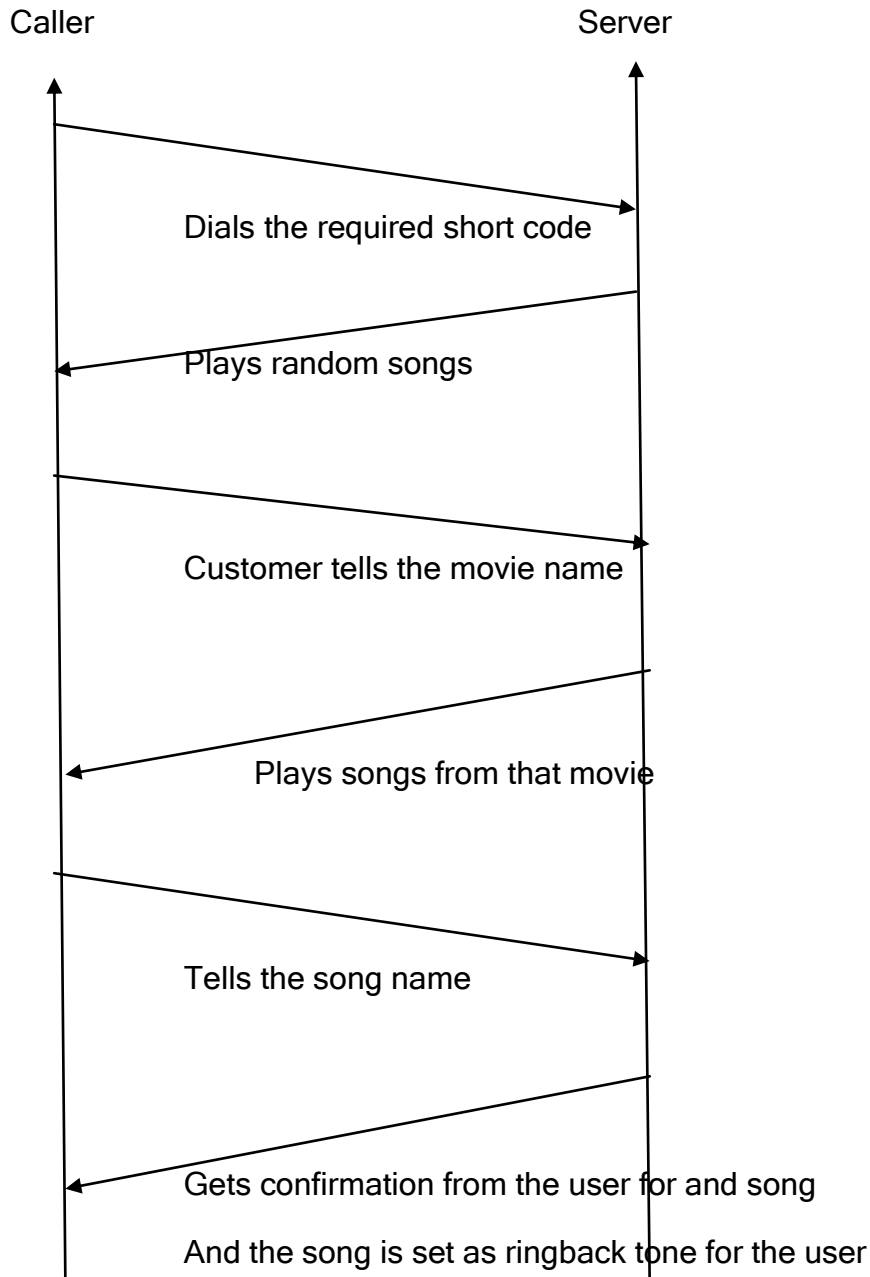 Caller
Server
Dials the required short code
Plays random songs
Customer tells the movie name
Plays songs from that movie
Tells the song name
Gets confirmation from the user for and song
And the song is set as ringback tone for the user